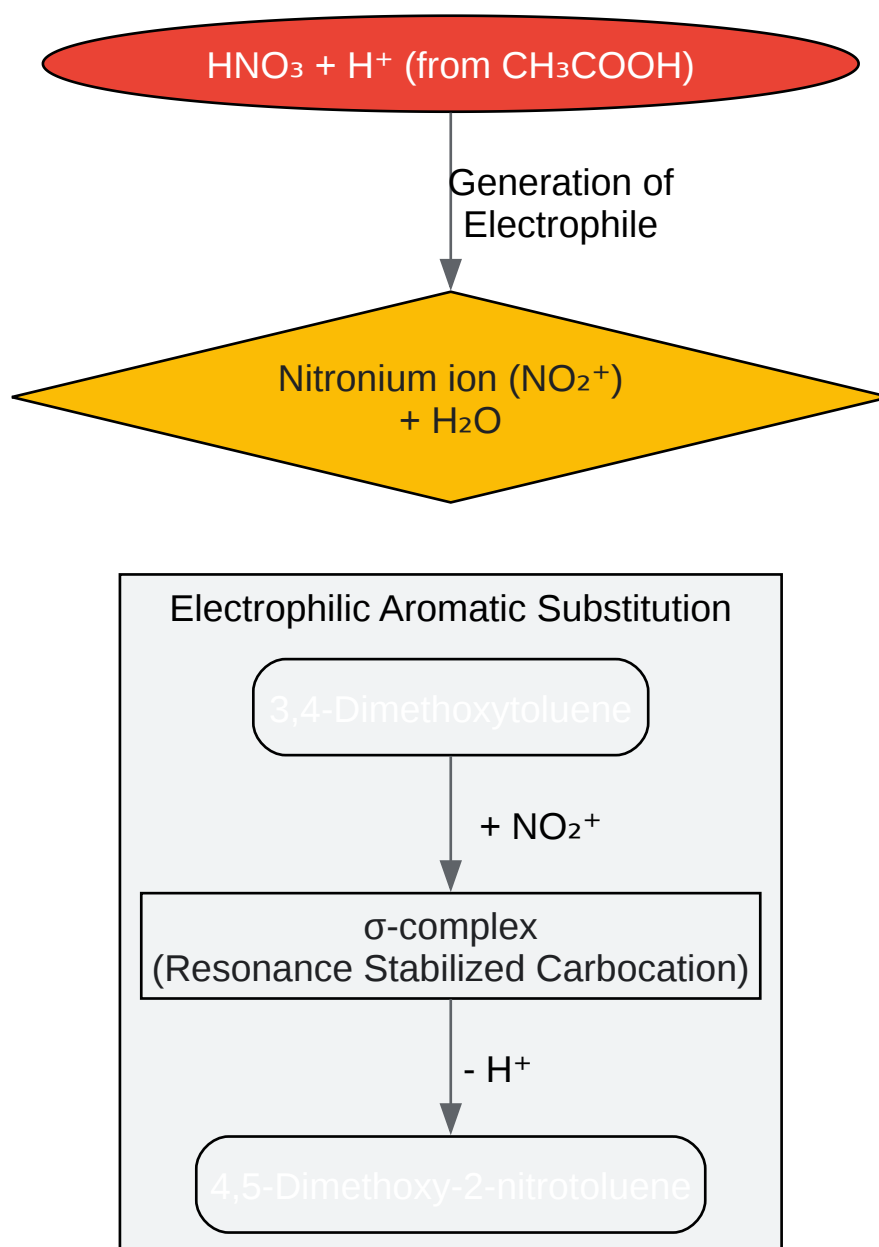 HNO₃ + H⁺ (from CH₃COOH)
Generation of
Electrophile
Nitronium ion (NO₂⁺)
+ H₂O
Electrophilic Aromatic Substitution
3,4-Dimethoxytoluene
+ NO₂⁺
σ-complex
(Resonance Stabilized Carbocation)
- H⁺
4,5-Dimethoxy-2-nitrotoluene